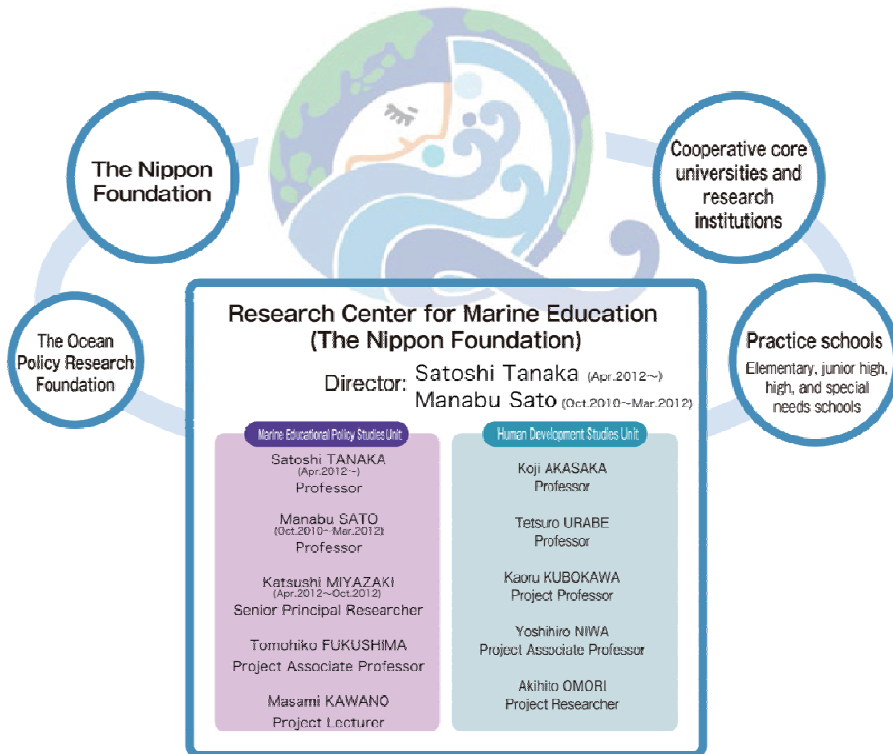 The Nippon
Foundation
Cooperative core
universities and
research
institutions
The Ocean
Policy Research
Foundation
Practice schools
Elementary, junior high,
high, and special
needs schools
Research Center for Marine Education
(The Nippon Foundation)
Director: Satoshi Tanaka (Apr.2012~)
Manabu Sato (Oct.2010~Mar.2012)
Marine Educational Policy Studies Unit
Satoshi TANAKA
(Apr.2012~)
Professor
Manabu SATO
(Oct.2010~Mar.2012)
Professor
Katsushi MIYAZAKI
(Apr.2012~Oct.2012)
Senior Principal Researcher
Tomohiko FUKUSHIMA
Project Associate Professor
Masami KAWANO
Project Lecturer
Human Development Studies Unit
Koji AKASAKA
Professor
Tetsuro URABE
Professor
Kaoru KUBOKAWA
Project Professor
Yoshihiro NIWA
Project Associate Professor
Akihito OMORI
Project Researcher